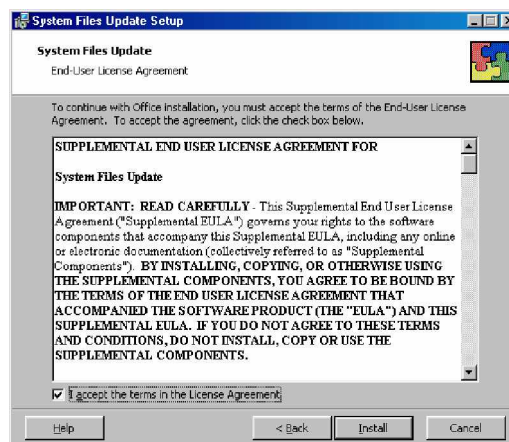 System Files Update Setup
System Files Update
End-User License Agreement
To continue with Office installation, you must accept the terms of the End-User License
Agreement. To accept the agreement, click the check box below.
SUPPLEMENTAL END USER LICENSE AGREEMENT FOR
System Files Update
IMPORTANT: READ CAREFULLY - This Supplemental End User License
Agreement ("Supplemental EULA") governs your rights to the software
components that accompany this Supplemental EULA, including any online
or electronic documentation (collectively referred to as "Supplemental
Components"). BY INSTALLING, COPYING, OR OTHERWISE USING
THE SUPPLEMENTAL COMPONENTS, YOU AGREE TO BE BOUND BY
THE TERMS OF THE END USER LICENSE AGREEMENT THAT
ACCOMPANIED THE SOFTWARE PRODUCT (THE "EULA") AND THIS
SUPPLEMENTAL EULA. IF YOU DO NOT AGREE TO THESE TERMS
AND CONDITIONS, DO NOT INSTALL, COPY OR USE THE
SUPPLEMENTAL COMPONENTS.
I accept the terms in the License Agreement
Help < Back Install Cancel